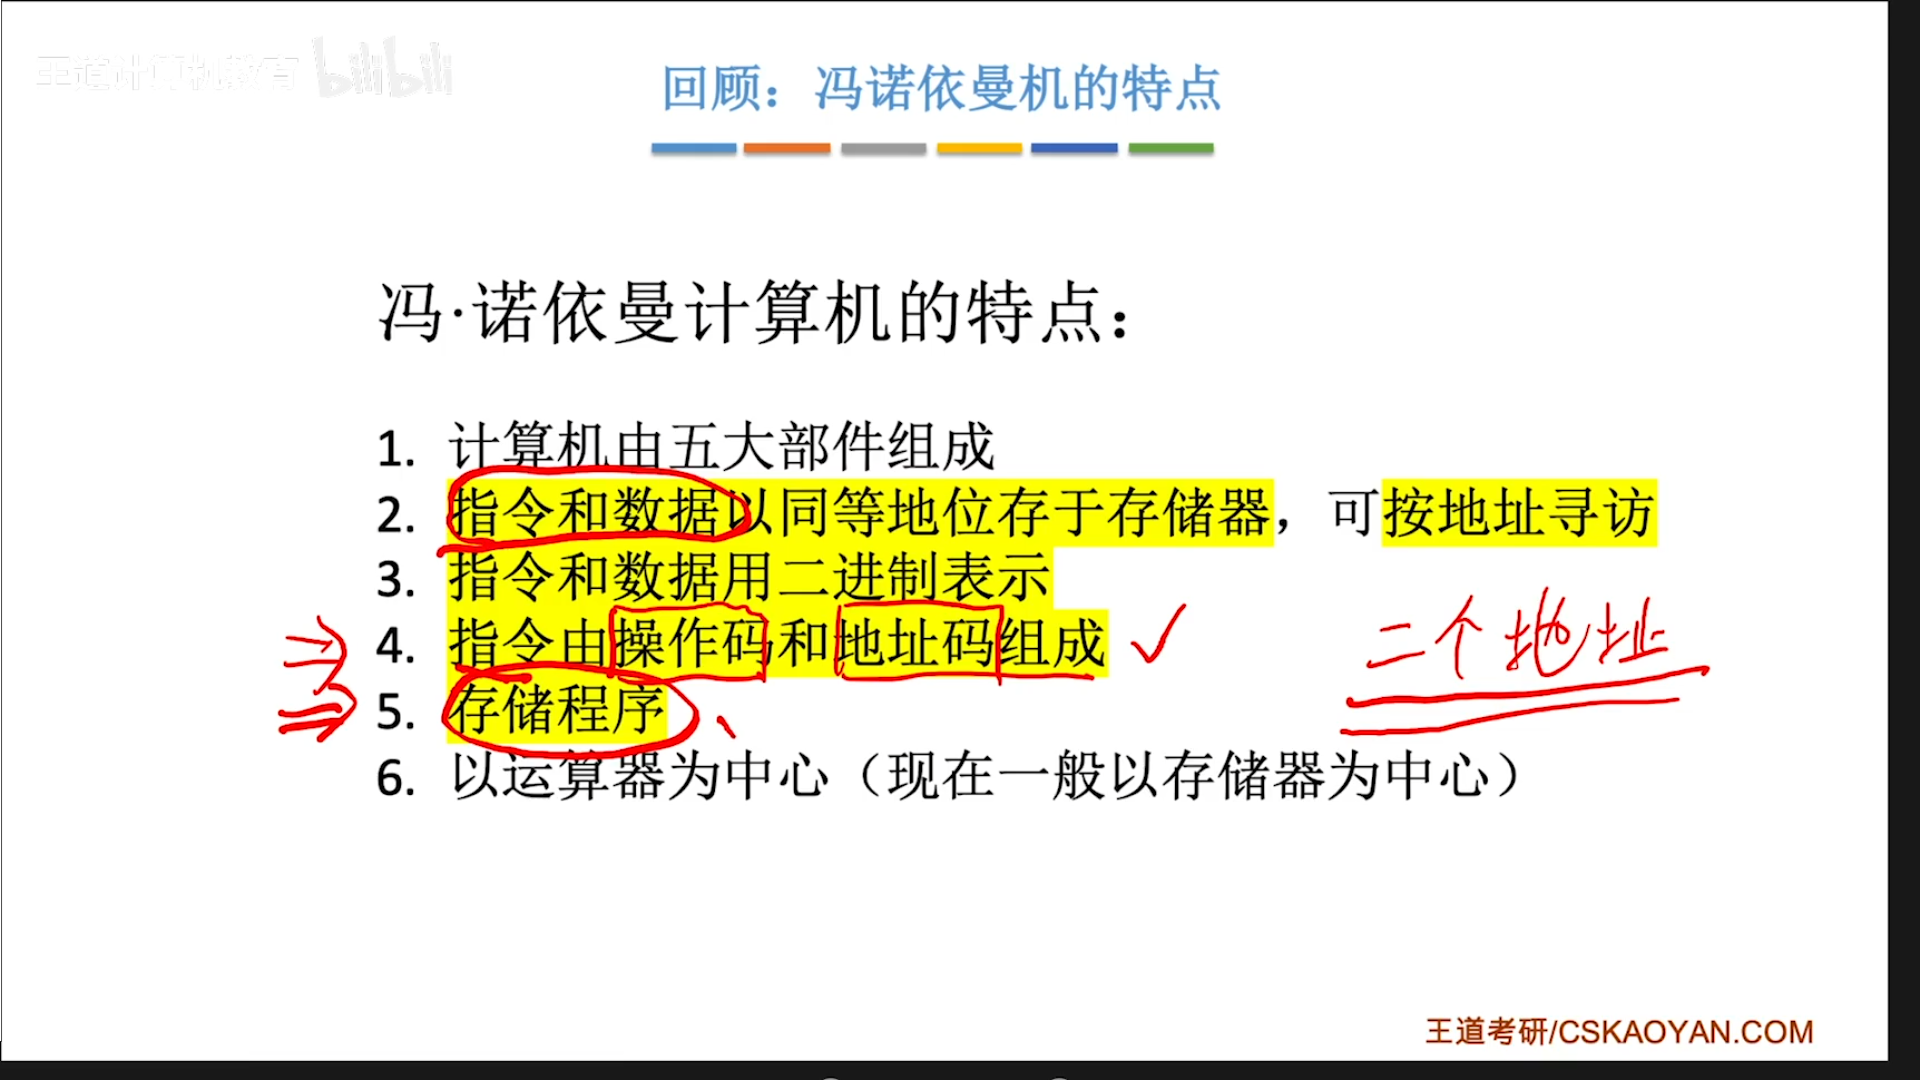 王道计算机教育 bilibili
回顾：冯诺依曼机的特点
冯·诺依曼计算机的特点：
1. 计算机由五大部件组成
2. 指令和数据以同等地位存于存储器，可按地址寻访
3. 指令和数据用二进制表示
4. 指令由操作码和地址码组成
二个地址
5. 存储程序
6. 以运算器为中心（现在一般以存储器为中心）
王道考研/CSKAOYAN.COM